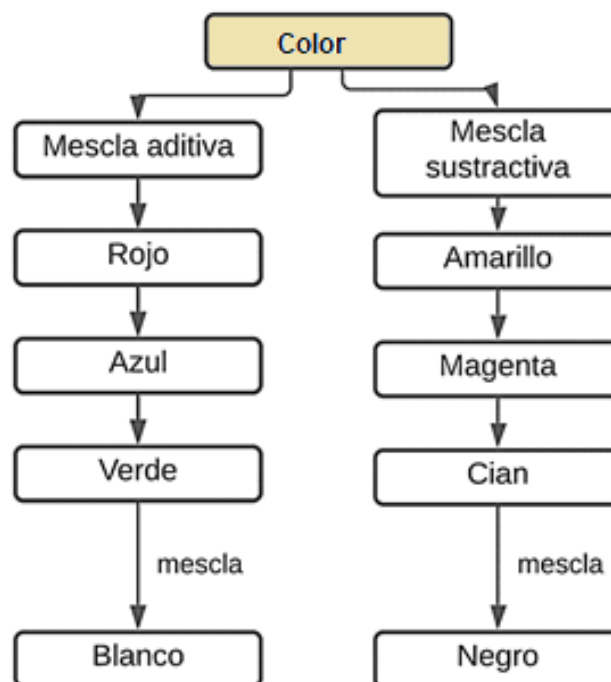 Color
Mescla aditiva
Rojo
Azul
Verde
mescla
Blanco
Mescla
sustractiva
Amarillo
Magenta
Cian
mescla
Negro